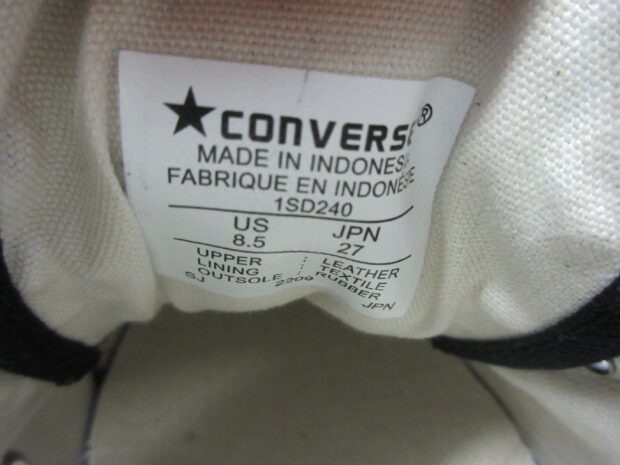 ★CONVERSE®
MADE IN INDONESIA
FABRIQUE EN INDONÉSIE
1SD240
US JPN
8.5 27
UPPER : LEATHER
LINING : TEXTILE
OUTSOLE : RUBBER
SJ 2209 JPN